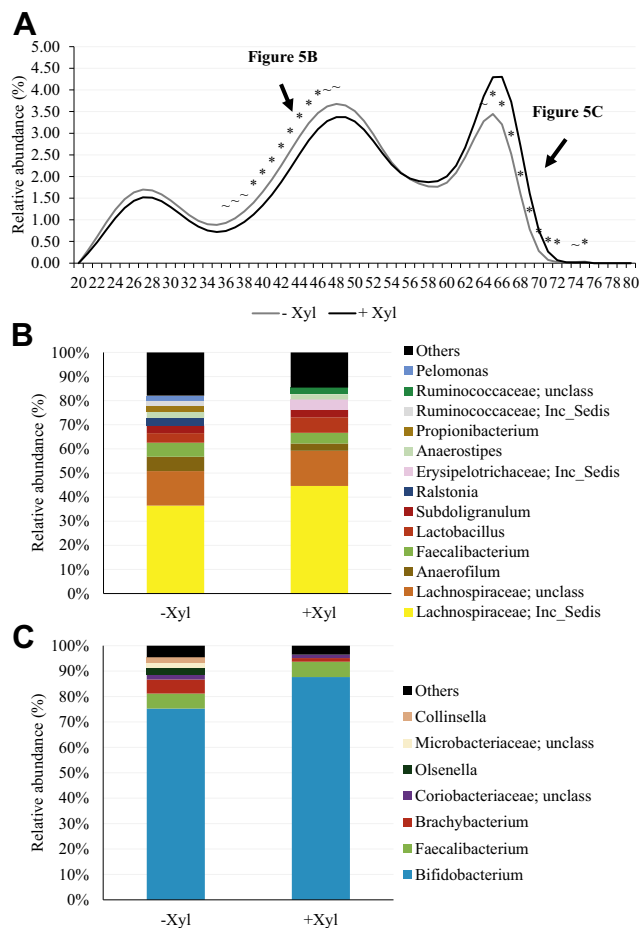 A
Relative abundance (%)
5.00
4.50
4.00
3.50
3.00
2.50
2.00
1.50
1.00
0.50
0.00
Figure 5B
Figure 5C
~ ~ ~ * * * * * * * * ~ ~
~ * * * * * * * * ~ *
20 22 24 26 28 30 32 34 36 38 40 42 44 46 48 50 52 54 56 58 60 62 64 66 68 70 72 74 76 78 80
- Xyl + Xyl
B
Relative abundance (%)
100%
90%
80%
70%
60%
50%
40%
30%
20%
10%
0%
-Xyl +Xyl
Others
Pelomonas
Ruminococcaceae; unclass
Ruminococcaceae; Inc_Sedis
Propionibacterium
Anaerostipes
Erysipelotrichaceae; Inc_Sedis
Ralstonia
Subdoligranulum
Lactobacillus
Faecalibacterium
Anaerofilum
Lachnospiraceae; unclass
Lachnospiraceae; Inc_Sedis
C
Relative abundance (%)
100%
90%
80%
70%
60%
50%
40%
30%
20%
10%
0%
-Xyl +Xyl
Others
Collinsella
Microbacteriaceae; unclass
Olsenella
Coriobacteriaceae; unclass
Brachybacterium
Faecalibacterium
Bifidobacterium